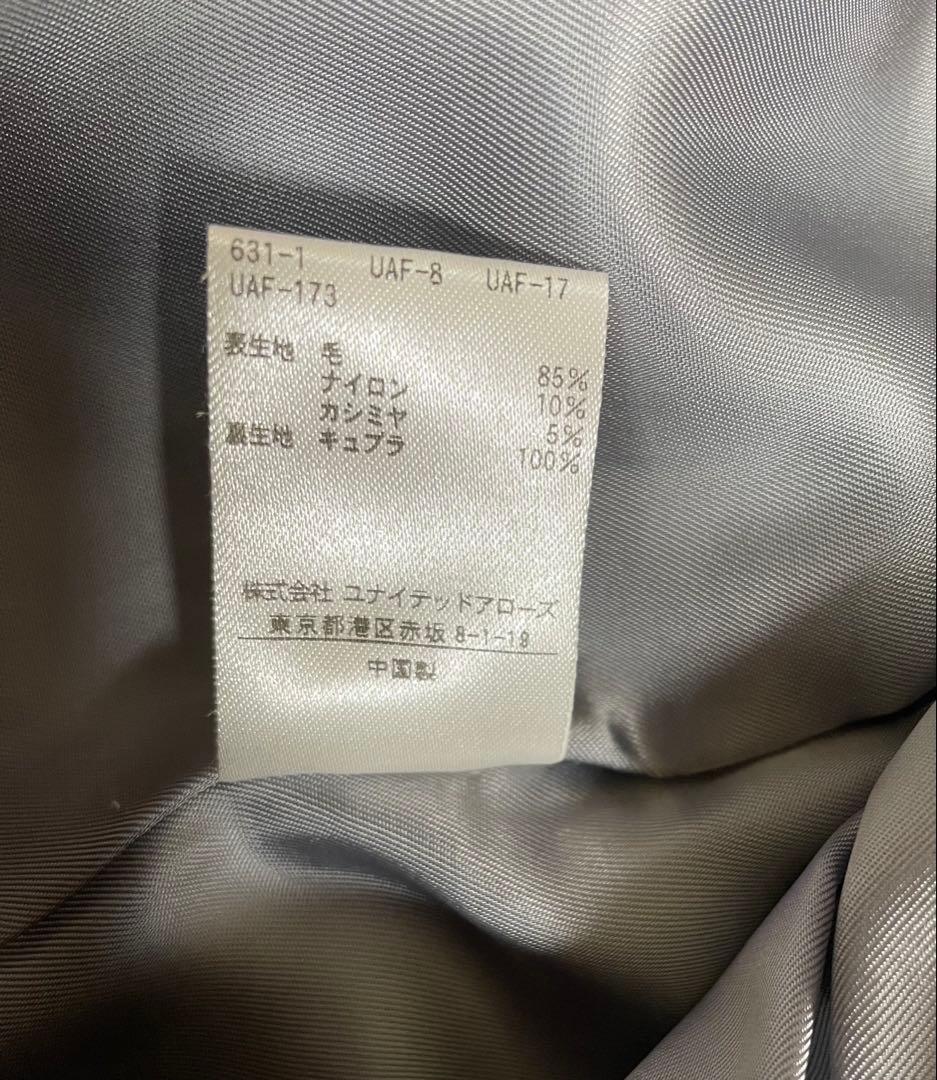 631-1 UAF-8 UAF-17
UAF-173
表生地 毛 85%
ナイロン 10%
カシミヤ 5%
裏生地 キュプラ 100%
株式会社 ユナイテッドアローズ
東京都港区赤坂 8-1-19
中国製